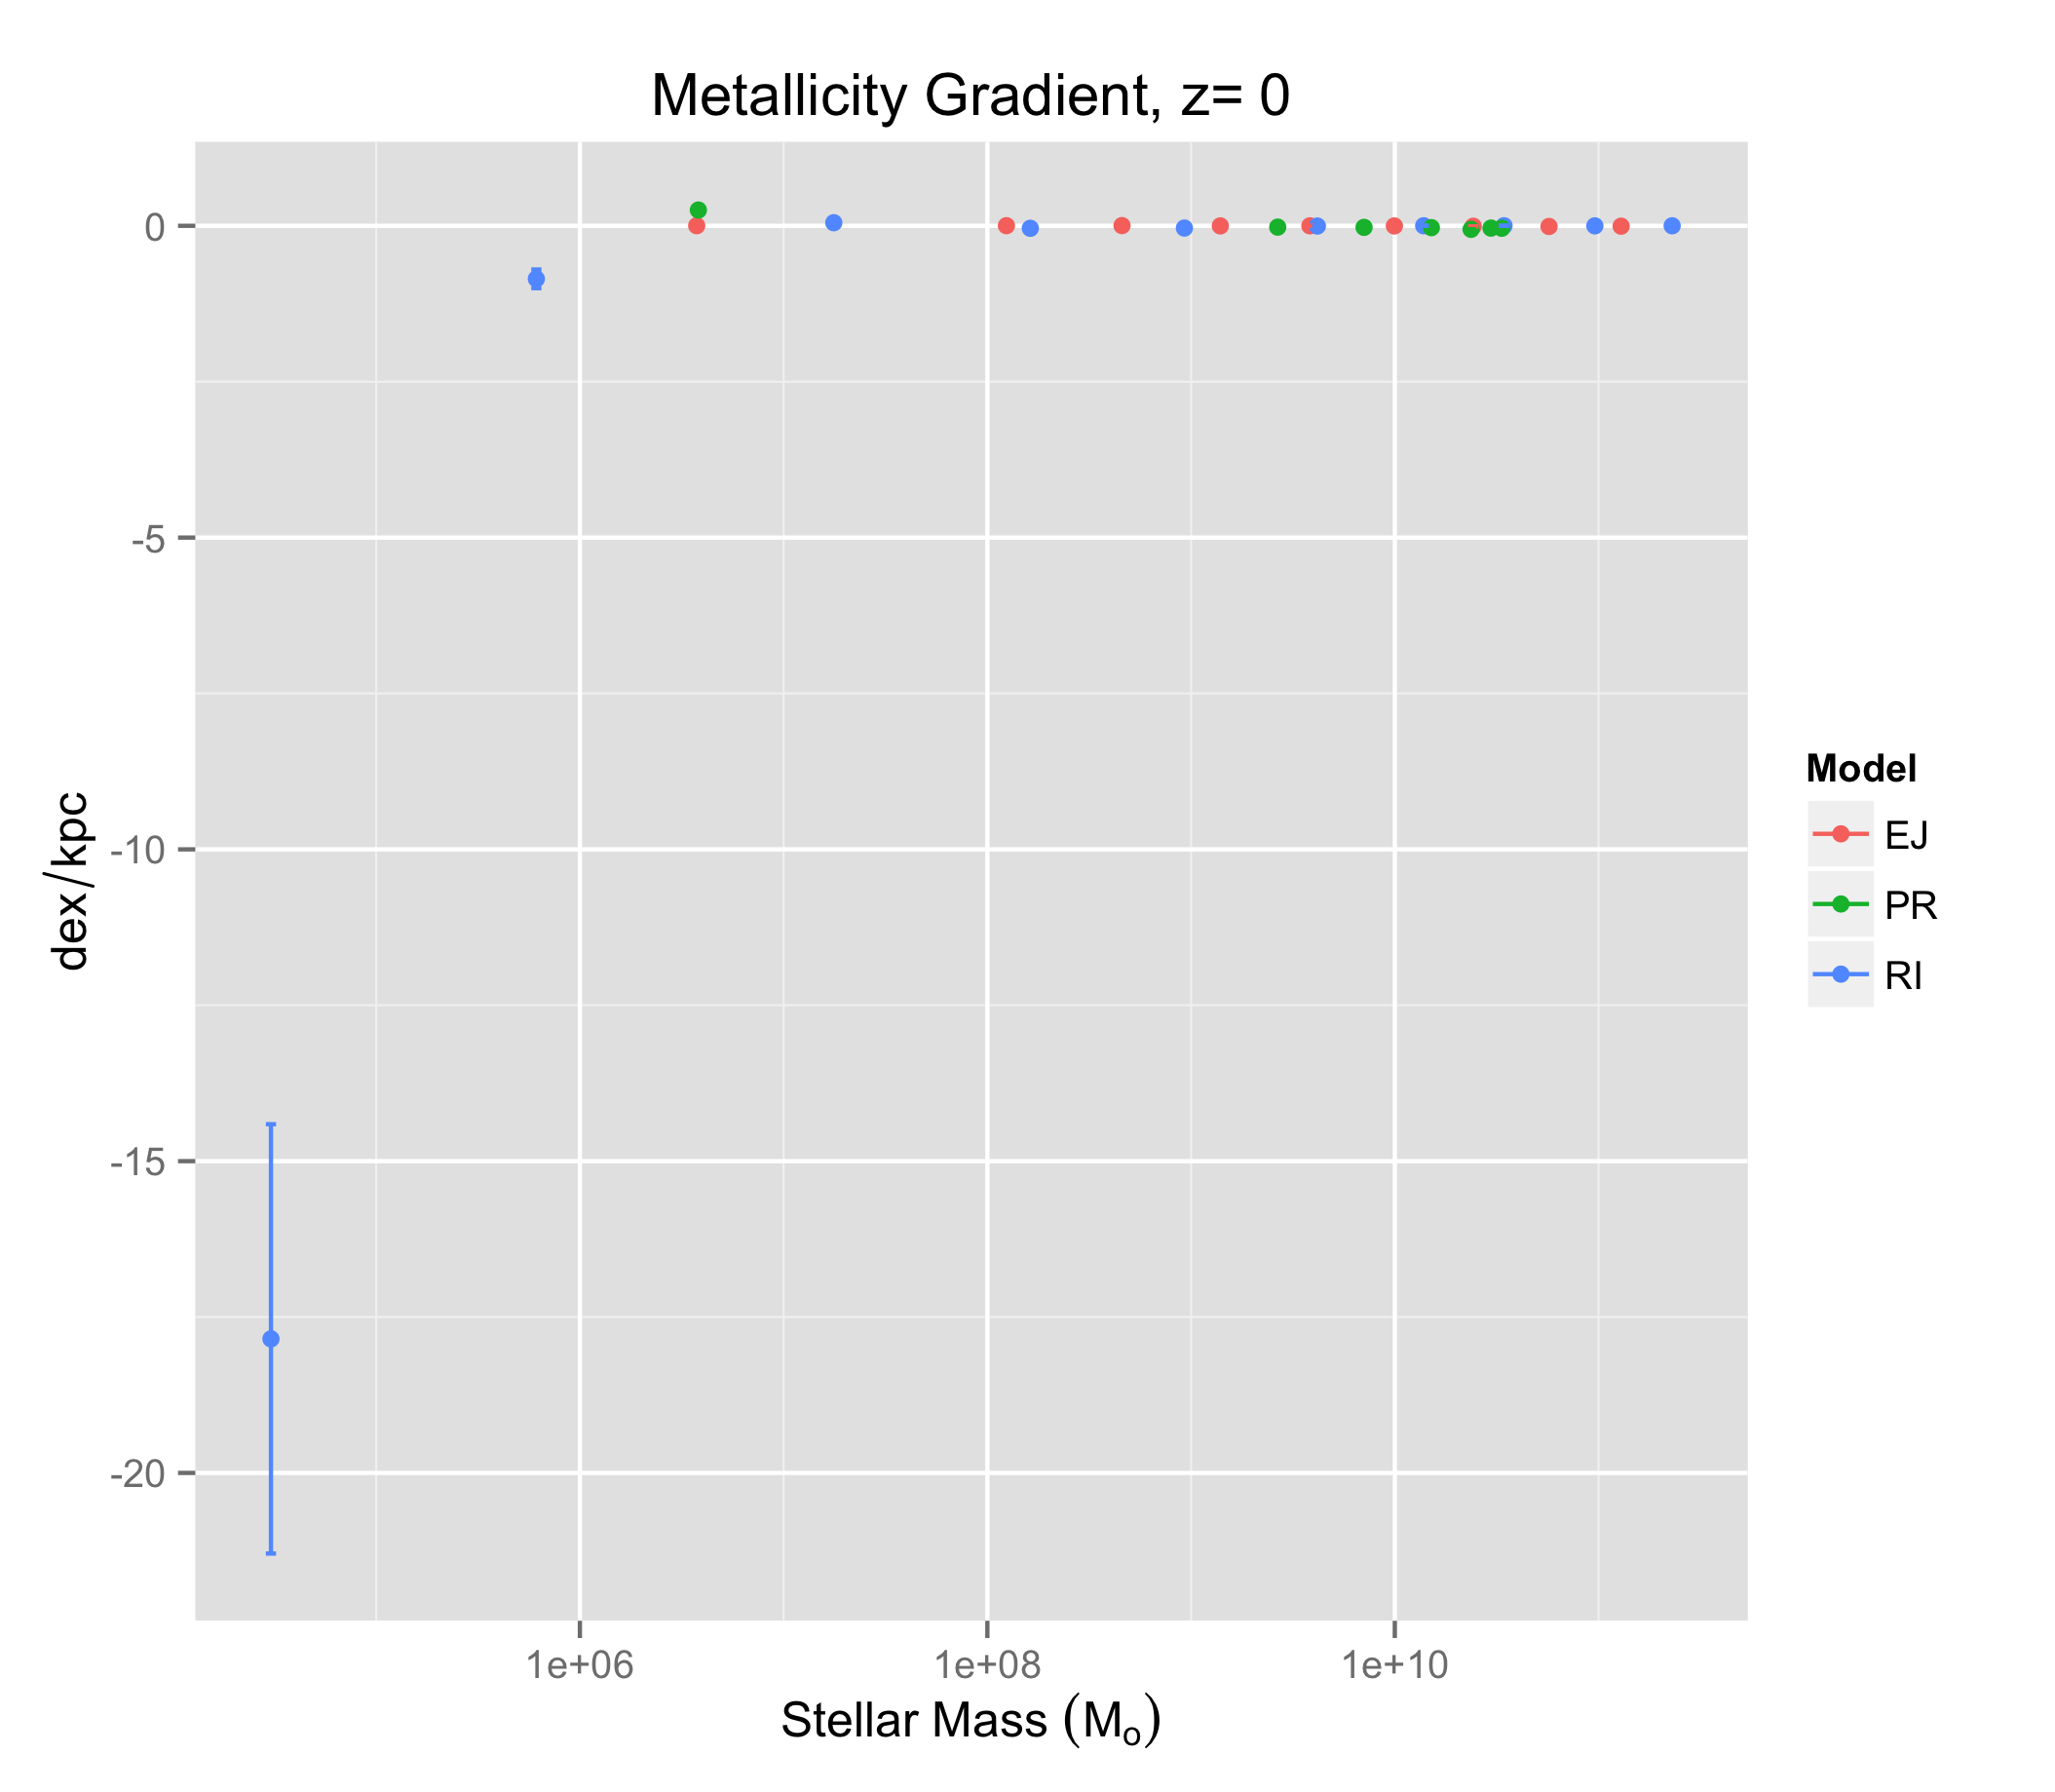 Metallicity Gradient, z= 0
0
-5
-10
-15
-20
dex/kpc
1e+06
1e+08
1e+10
Stellar Mass (Mo)
Model
EJ
PR
RI